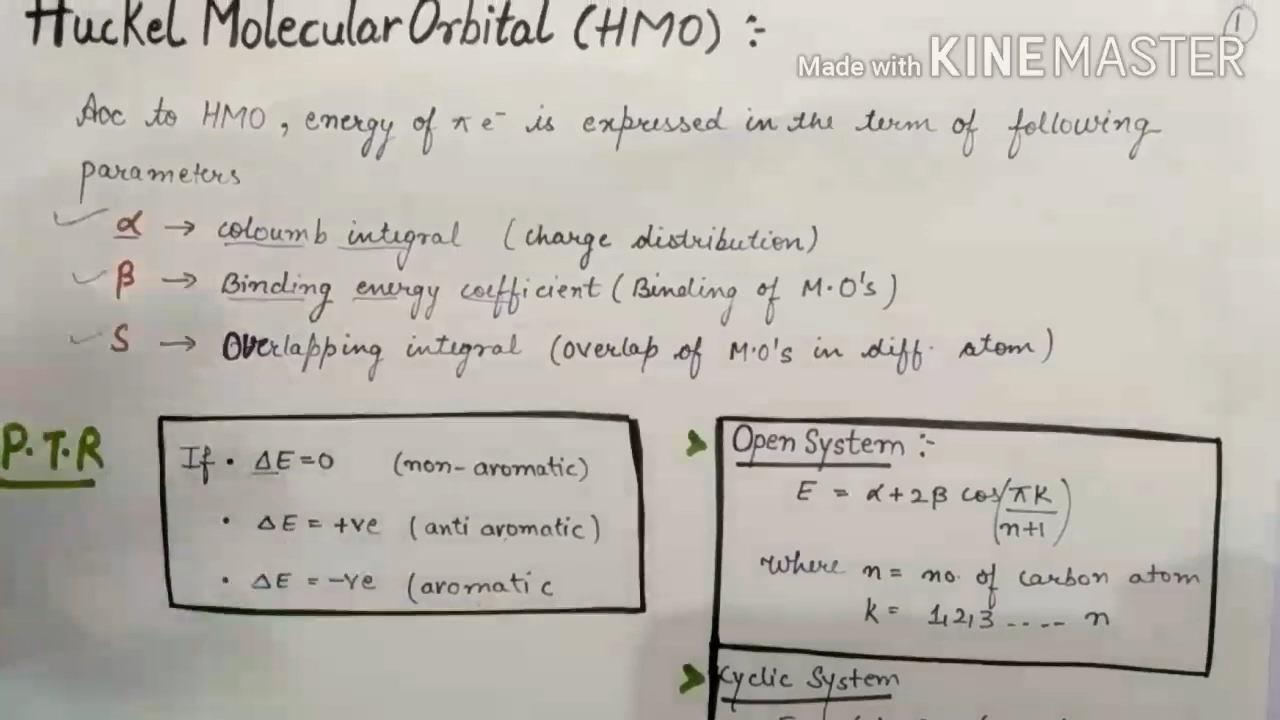 Huckel Molecular Orbital (HMO) :-
1
Made with KINEMASTER
Acc to HMO, energy of π e⁻ is expressed in the term of following
parameters
α → coloumb integral (charge distribution)
β → Binding energy coefficient (Binding of M.O's)
S → Overlapping integral (overlap of M.O's in diff. atom)
P.T.R
If • ΔE = 0 (non-aromatic)
• ΔE = +ve (anti aromatic)
• ΔE = -ve (aromatic
Open System :-
E = α + 2β cos(πk/n+1)
where n = no. of carbon atom
k = 1,2,3 ---- n
Cyclic System